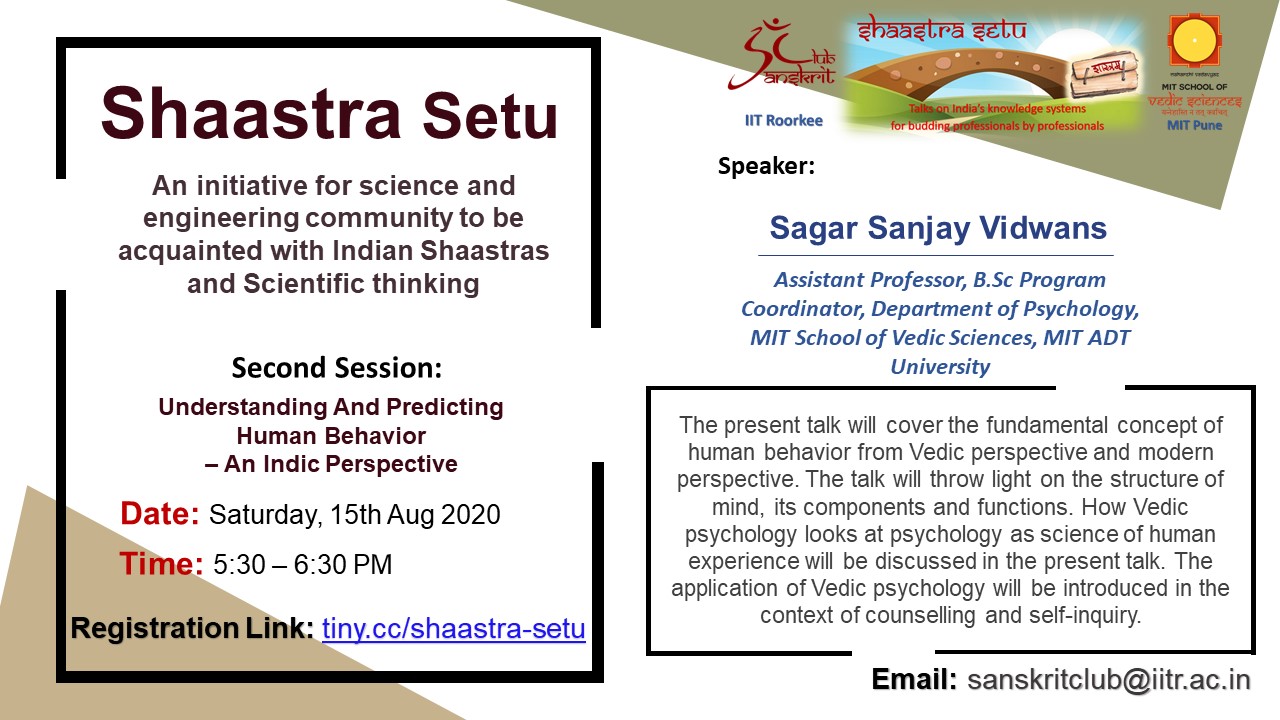 Shaastra Setu
An initiative for science and
engineering community to be
acquainted with Indian Shaastras
and Scientific thinking
Second Session:
Understanding And Predicting
Human Behavior
– An Indic Perspective
Date: Saturday, 15th Aug 2020
Time: 5:30 – 6:30 PM
Registration Link: tiny.cc/shaastra-setu
Sanskrit Club
IIT Roorkee
shaastra setu
शास्त्रम्
Talks on India's knowledge systems
for budding professionals by professionals
maharshi vedavyas
MIT SCHOOL OF
vedic sciences
MIT Pune
Speaker:
Sagar Sanjay Vidwans
Assistant Professor, B.Sc Program
Coordinator, Department of Psychology,
MIT School of Vedic Sciences, MIT ADT
University
The present talk will cover the fundamental concept of
human behavior from Vedic perspective and modern
perspective. The talk will throw light on the structure of
mind, its components and functions. How Vedic
psychology looks at psychology as science of human
experience will be discussed in the present talk. The
application of Vedic psychology will be introduced in the
context of counselling and self-inquiry.
Email: sanskritclub@iitr.ac.in